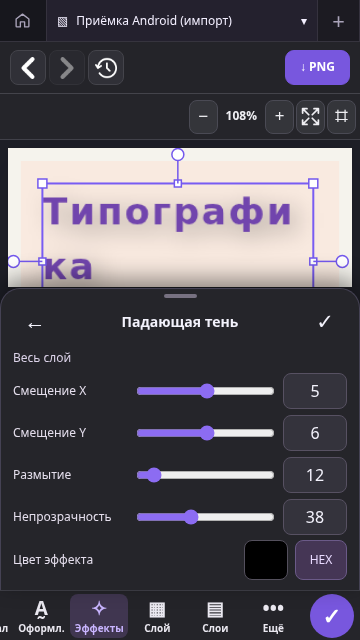 Приёмка Android (импорт)
↓ PNG
108%
Типографи
ка
Падающая тень
Весь слой
Смещение X 5
Смещение Y 6
Размытие 12
Непрозрачность 38
Цвет эффекта HEX
ал Оформл. Эффекты Слой Слои Ещё